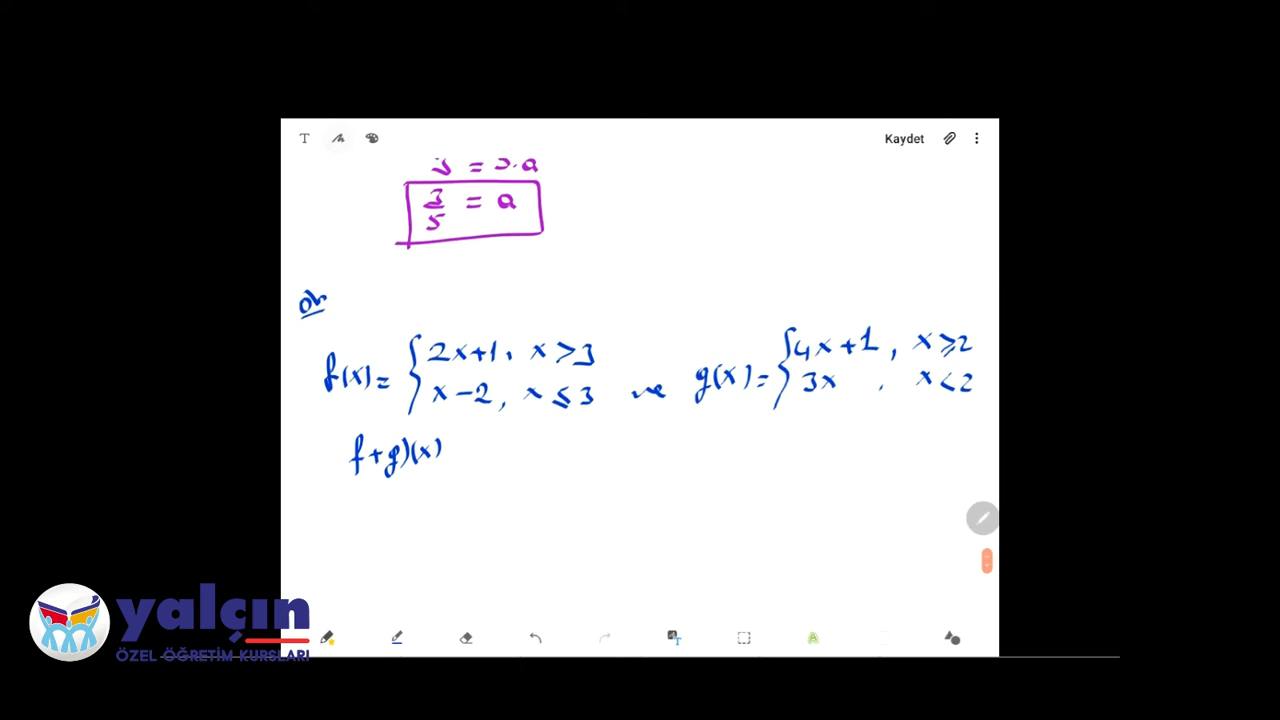 T Kaydet
= 5.a
3/5 = a
Ör
f(x) = { 2x+1, x > 3
x-2, x ≤ 3 ve g(x) = { 4x+1, x ≥ 2
3x , x < 2
f+g)(x)
yalçın
ÖZEL ÖĞRETİM KURSLARI